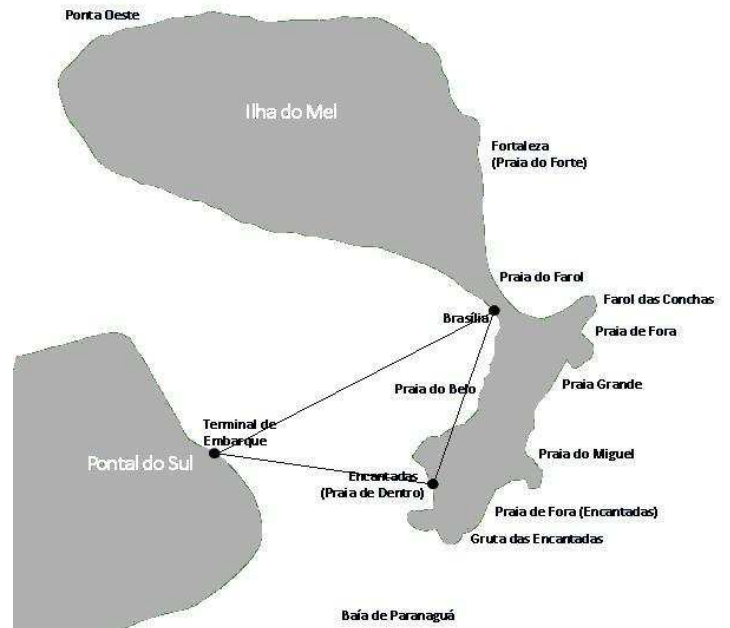 Ponta Oeste
Ilha do Mel
Fortaleza
(Praia do Forte)
Praia do Farol
Farol das Conchas
Brasília
Praia de Fora
Praia do Belo
Praia Grande
Terminal de
Embarque
Pontal do Sul
Praia do Miguel
Encantadas
(Praia de Dentro)
Praia de Fora (Encantadas)
Gruta das Encantadas
Baía de Paranaguá